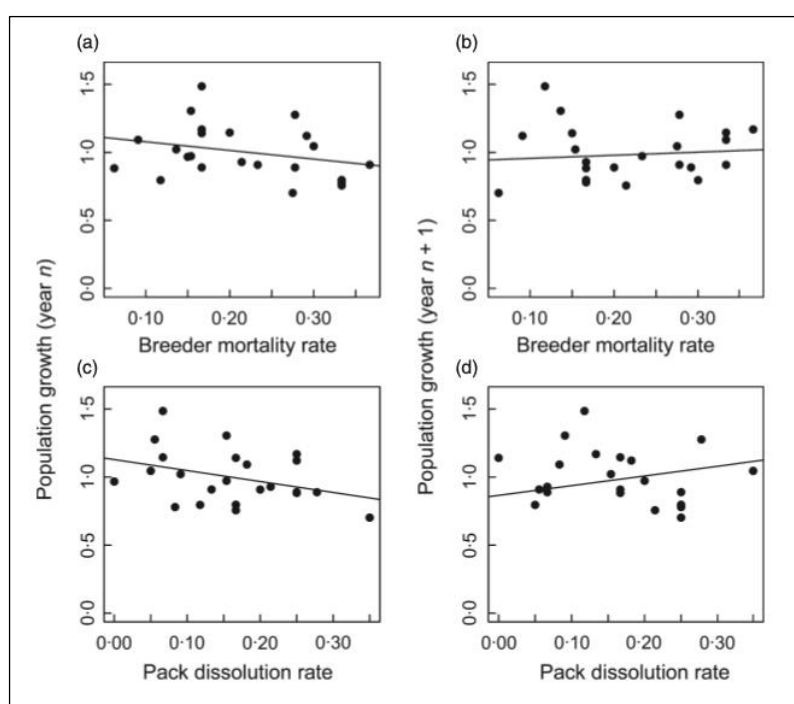 (a)
(b)
Population growth (year n)
1·5
1·0
0·5
0·0
0·10 0·20 0·30
Breeder mortality rate
Population growth (year n + 1)
1·5
1·0
0·5
0·0
0·10 0·20 0·30
Breeder mortality rate
(c)
(d)
1·5
1·0
0·5
0·0
0·00 0·10 0·20 0·30
Pack dissolution rate
1·5
1·0
0·5
0·0
0·00 0·10 0·20 0·30
Pack dissolution rate